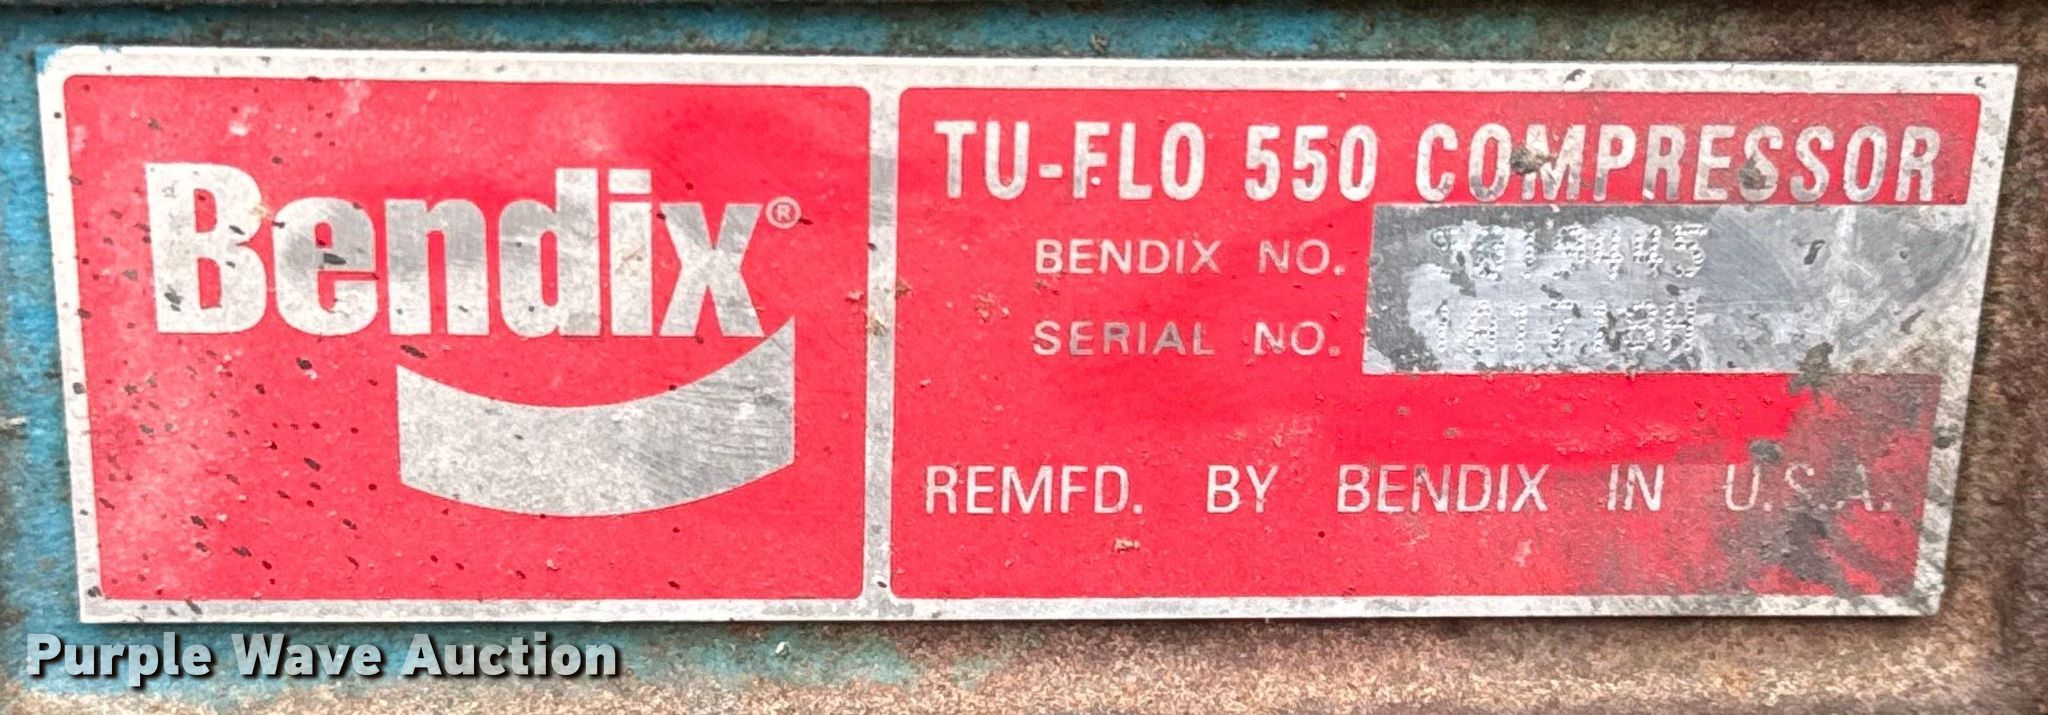 Bendix®
TU-FLO 550 COMPRESSOR
BENDIX NO.
SERIAL NO.
REMFD. BY BENDIX IN U.S.A.
Purple Wave Auction